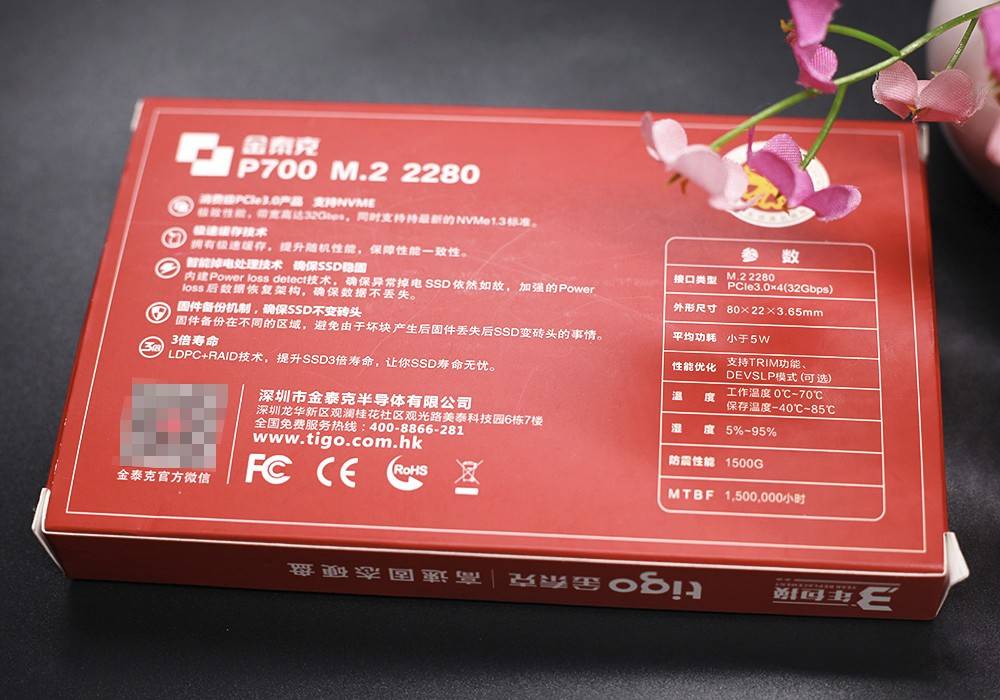 金泰克
P700 M.2 2280
消费级PCIe3.0产品 支持NVME
极致性能，带宽高达32Gbps，同时支持持最新的NVMe1.3标准。
极速缓存技术
拥有极速缓存，提升随机性能，保障性能一致性。
智能掉电处理技术 确保SSD稳固
内建Power loss detect技术，确保异常掉电SSD依然如故，加强的Power
loss后数据恢复架构，确保数据不丢失。
固件备份机制，确保SSD不变砖头
固件备份在不同的区域，避免由于坏块产生后固件丢失后SSD变砖头的事情。
3倍
3倍寿命
LDPC+RAID技术，提升SSD3倍寿命，让你SSD寿命无忧。
金泰克官方微信
深圳市金泰克半导体有限公司
深圳龙华新区观澜桂花社区观光路美泰科技园6栋7楼
全国免费服务热线：400-8866-281
www.tigo.com.hk
FC CE RoHS
参 数
接口类型 M.2 2280
PCIe3.0×4(32Gbps)
外形尺寸 80×22×3.65mm
平均功耗 小于5W
性能优化 支持TRIM功能、
DEVSLP模式(可选)
温 度 工作温度 0℃~70℃
保存温度-40℃~85℃
湿 度 5%~95%
防震性能 1500G
MTBF 1,500,000小时
3年包换
tigo金泰克 | 高速固态硬盘